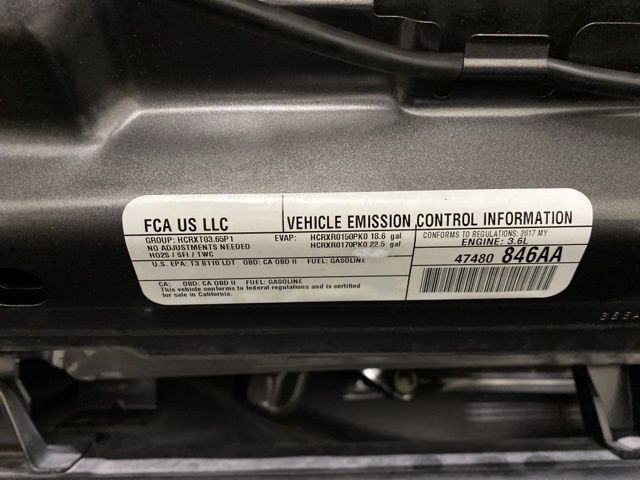 FCA US LLC
VEHICLE EMISSION CONTROL INFORMATION
GROUP: HCRXT03.65P1
NO ADJUSTMENTS NEEDED
HO2S / SFI / TWC
EVAP: HCRXR0150PK0 18.6 gal
HCRXR0170PK0 22.5 gal
CONFORMS TO REGULATIONS: 2017 MY
ENGINE: 3.6L
U.S. EPA: T3 B110 LDT OBD: CA OBD II FUEL: GASOLINE
47480 846AA
CA: OBD: CA OBD II FUEL: GASOLINE
This vehicle conforms to federal regulations and is certified
for sale in California.